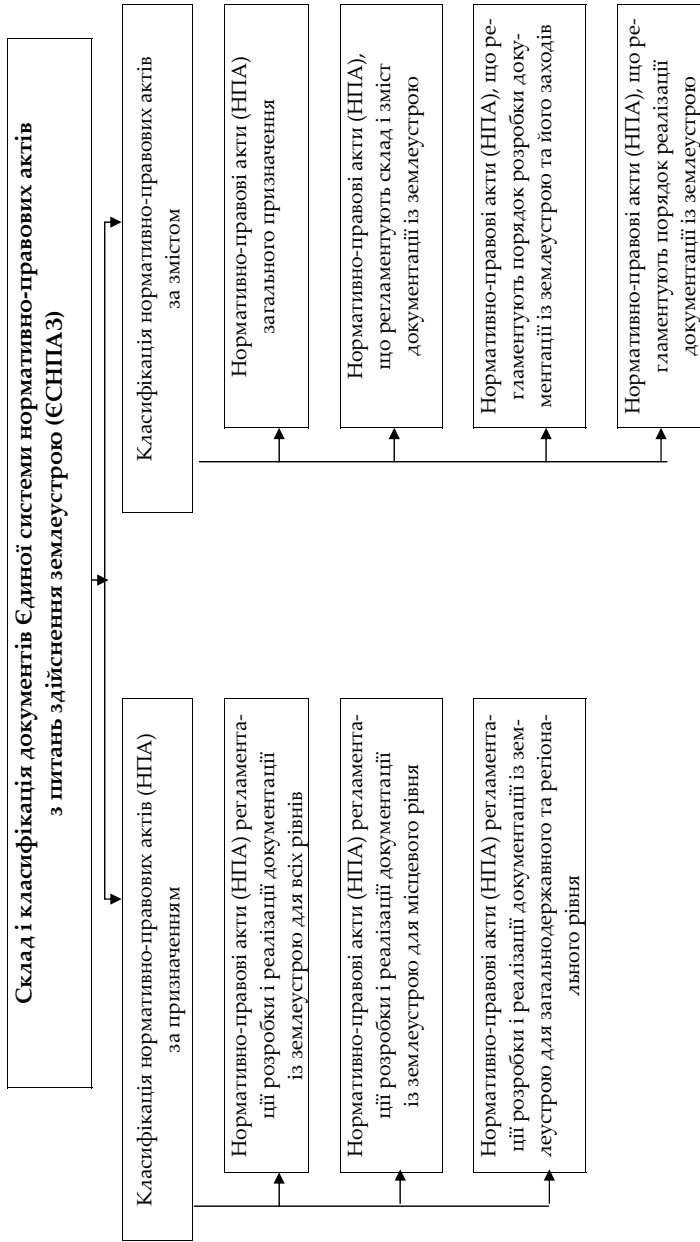 Склад і класифікація документів Єдиної системи нормативно-правових актів
з питань здійснення землеустрою (ЄСНПАЗ)
Класифікація нормативно-правових актів (НПА)
за призначенням
Нормативно-правові акти (НПА) регламента-
ції розробки і реалізації документації
із землеустрою для всіх рівнів
Нормативно-правові акти (НПА) регламента-
ції розробки і реалізації документації
із землеустрою для місцевого рівня
Нормативно-правові акти (НПА) регламента-
ції розробки і реалізації документації із зем-
леустрою для загальнодержавного та регіона-
льного рівня
Класифікація нормативно-правових актів
за змістом
Нормативно-правові акти (НПА)
загального призначення
Нормативно-правові акти (НПА),
що регламентують склад і зміст
документації із землеустрою
Нормативно-правові акти (НПА), що ре-
гламентують порядок розробки доку-
ментації із землеустрою та його заходів
Нормативно-правові акти (НПА), що ре-
гламентують порядок реалізації
документації із землеустрою